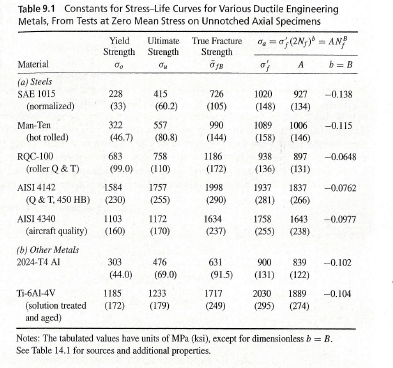 Table 9.1 Constants for Stress–Life Curves for Various Ductile Engineering
Metals, From Tests at Zero Mean Stress on Unnotched Axial Specimens
Yield Ultimate True Fracture σₐ = σ′f(2Nf)ᵇ = ANfᴮ
Strength Strength Strength
Material σₒ σᵤ σ̃fB σ′f A b = B
(a) Steels
SAE 1015 228 415 726 1020 927 −0.138
(normalized) (33) (60.2) (105) (148) (134)
Man-Ten 322 557 990 1089 1006 −0.115
(hot rolled) (46.7) (80.8) (144) (158) (146)
RQC-100 683 758 1186 938 897 −0.0648
(roller Q & T) (99.0) (110) (172) (136) (131)
AISI 4142 1584 1757 1998 1937 1837 −0.0762
(Q & T, 450 HB) (230) (255) (290) (281) (266)
AISI 4340 1103 1172 1634 1758 1643 −0.0977
(aircraft quality) (160) (170) (237) (255) (238)
(b) Other Metals
2024-T4 Al 303 476 631 900 839 −0.102
(44.0) (69.0) (91.5) (131) (122)
Ti-6Al-4V 1185 1233 1717 2030 1889 −0.104
(solution treated (172) (179) (249) (295) (274)
and aged)
Notes: The tabulated values have units of MPa (ksi), except for dimensionless b = B.
See Table 14.1 for sources and additional properties.